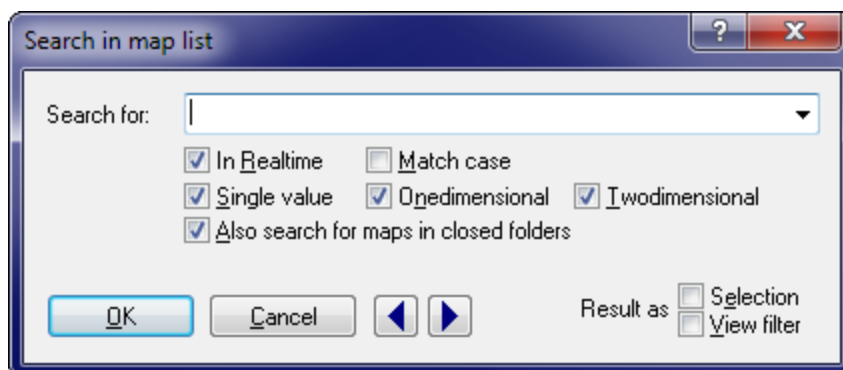 Search in map list
?
X
Search for:
In Realtime Match case
Single value Onedimensional Twodimensional
Also search for maps in closed folders
OK Cancel Result as Selection
View filter